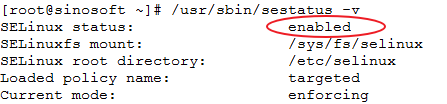 [root@sinosoft ~]# /usr/sbin/sestatus -v
SELinux status: enabled
SELinuxfs mount: /sys/fs/selinux
SELinux root directory: /etc/selinux
Loaded policy name: targeted
Current mode: enforcing